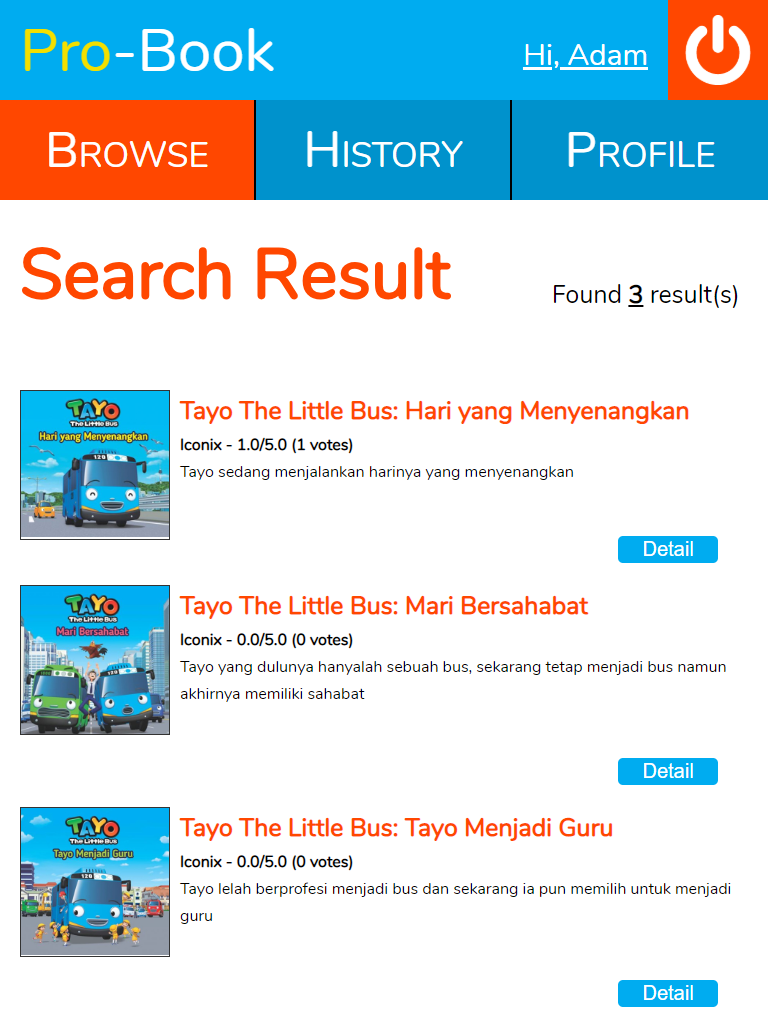 Pro-Book
Hi, Adam
BROWSE
HISTORY
PROFILE
Search Result
Found 3 result(s)
TAYO
THE LITTLE BUS
Hari yang Menyenangkan
120
Tayo The Little Bus: Hari yang Menyenangkan
Iconix - 1.0/5.0 (1 votes)
Tayo sedang menjalankan harinya yang menyenangkan
Detail
TAYO
THE LITTLE BUS
Mari Bersahabat
120
Tayo The Little Bus: Mari Bersahabat
Iconix - 0.0/5.0 (0 votes)
Tayo yang dulunya hanyalah sebuah bus, sekarang tetap menjadi bus namun
akhirnya memiliki sahabat
Detail
TAYO
THE LITTLE BUS
Tayo Menjadi Guru
120
Tayo The Little Bus: Tayo Menjadi Guru
Iconix - 0.0/5.0 (0 votes)
Tayo lelah berprofesi menjadi bus dan sekarang ia pun memilih untuk menjadi
guru
Detail